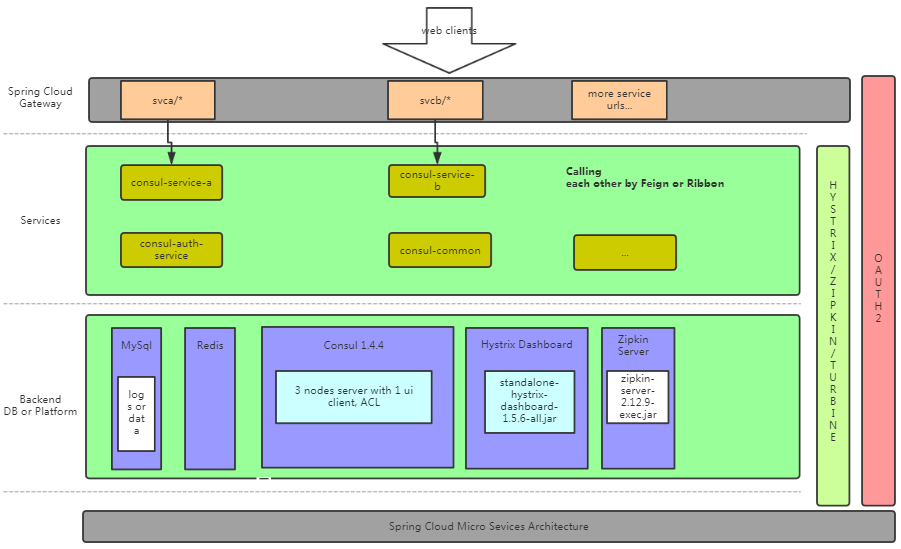 web clients
Spring Cloud
Gateway
svca/*
svcb/*
more service
urls...
Calling
each other by Feign or Ribbon
consul-service-a
consul-service-
b
Services
consul-auth-
service
consul-common
...
HYSTRIX/ZIPKIN/TURBINE
OAUTH2
Backend
DB or Platform
MySql
log
s or
dat
a
Redis
Consul 1.4.4
3 nodes server with 1 ui
client, ACL
Hystrix Dashboard
standalone-
hystrix-
dashboard-
1.5.6-all.jar
Zipkin
Server
zipkin-
server-
2.12.9-
exec.jar
Spring Cloud Micro Sevices Architecture